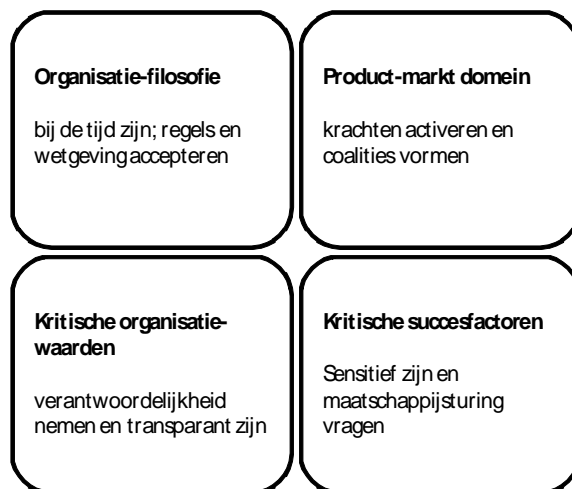 Organisatie-filosofie
bij de tijd zijn; regels en
wetgeving accepteren
Product-markt domein
krachten activeren en
coalities vormen
Kritische organisatie-
waarden
verantwoordelijkheid
nemen en transparant zijn
Kritische succesfactoren
Sensitief zijn en
maatschappijsturing
vragen